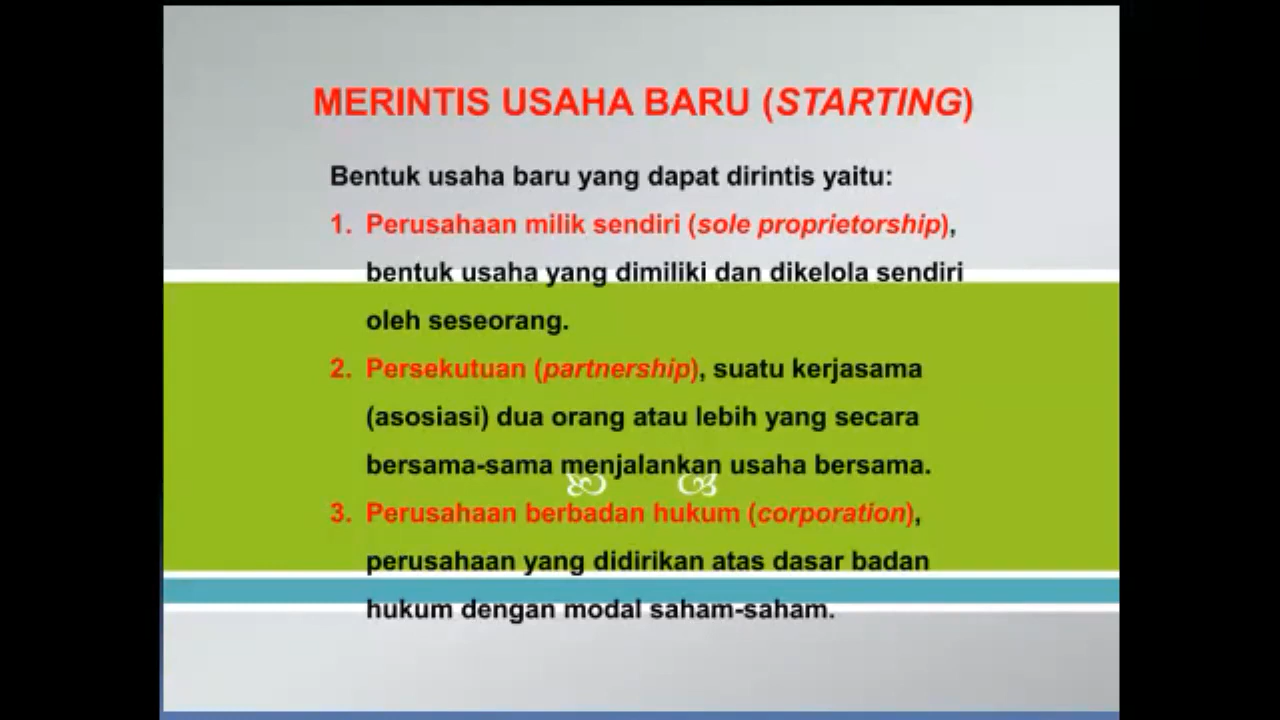 MERINTIS USAHA BARU (STARTING)
Bentuk usaha baru yang dapat dirintis yaitu:
1. Perusahaan milik sendiri (sole proprietorship),
bentuk usaha yang dimiliki dan dikelola sendiri
oleh seseorang.
2. Persekutuan (partnership), suatu kerjasama
(asosiasi) dua orang atau lebih yang secara
bersama-sama menjalankan usaha bersama.
3. Perusahaan berbadan hukum (corporation),
perusahaan yang didirikan atas dasar badan
hukum dengan modal saham-saham.